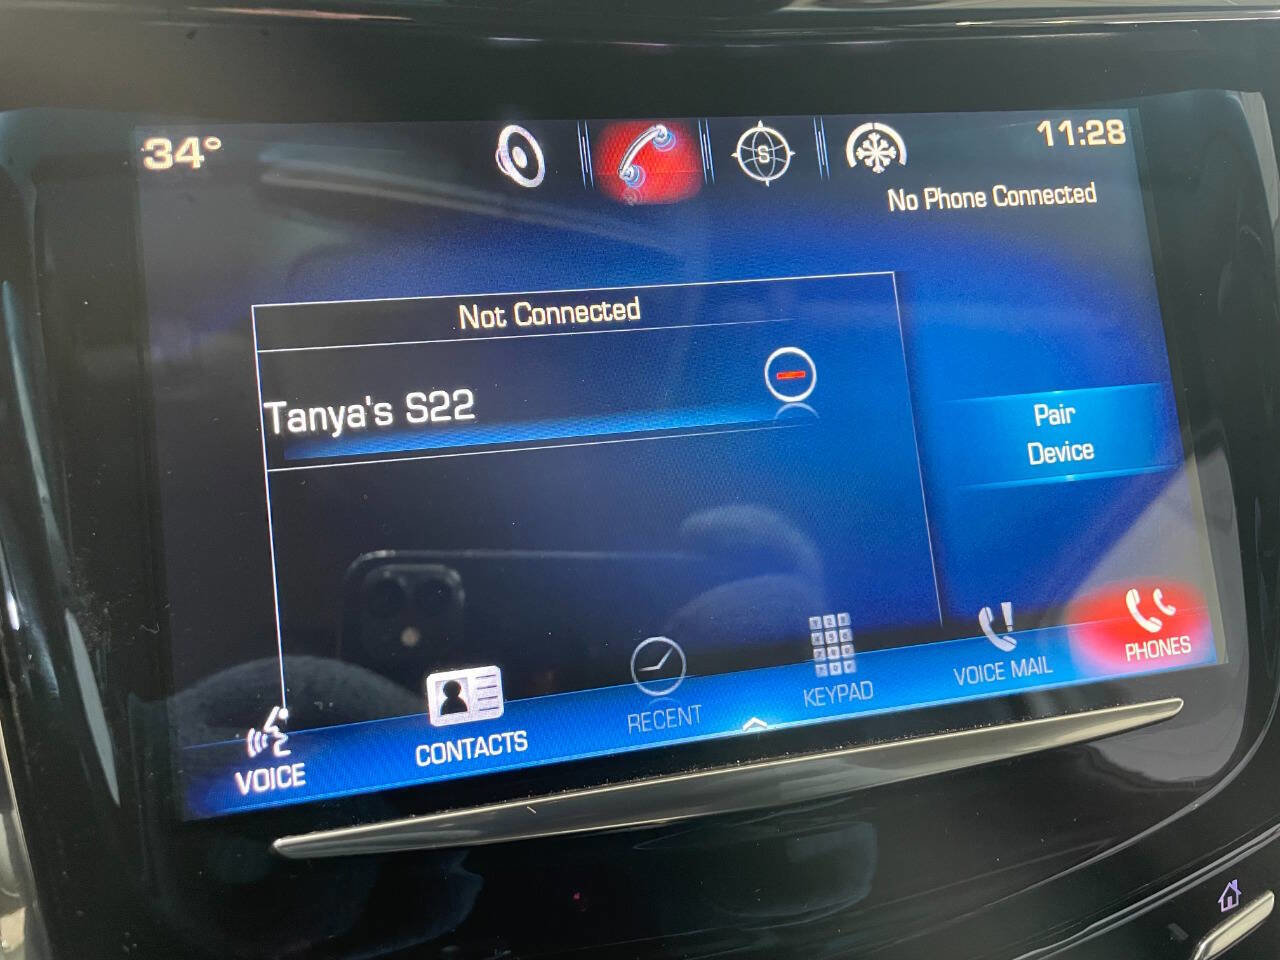 34°
S
11:28
No Phone Connected
Not Connected
Tanya's S22
Pair
Device
VOICE
CONTACTS
RECENT
KEYPAD
VOICE MAIL
PHONES